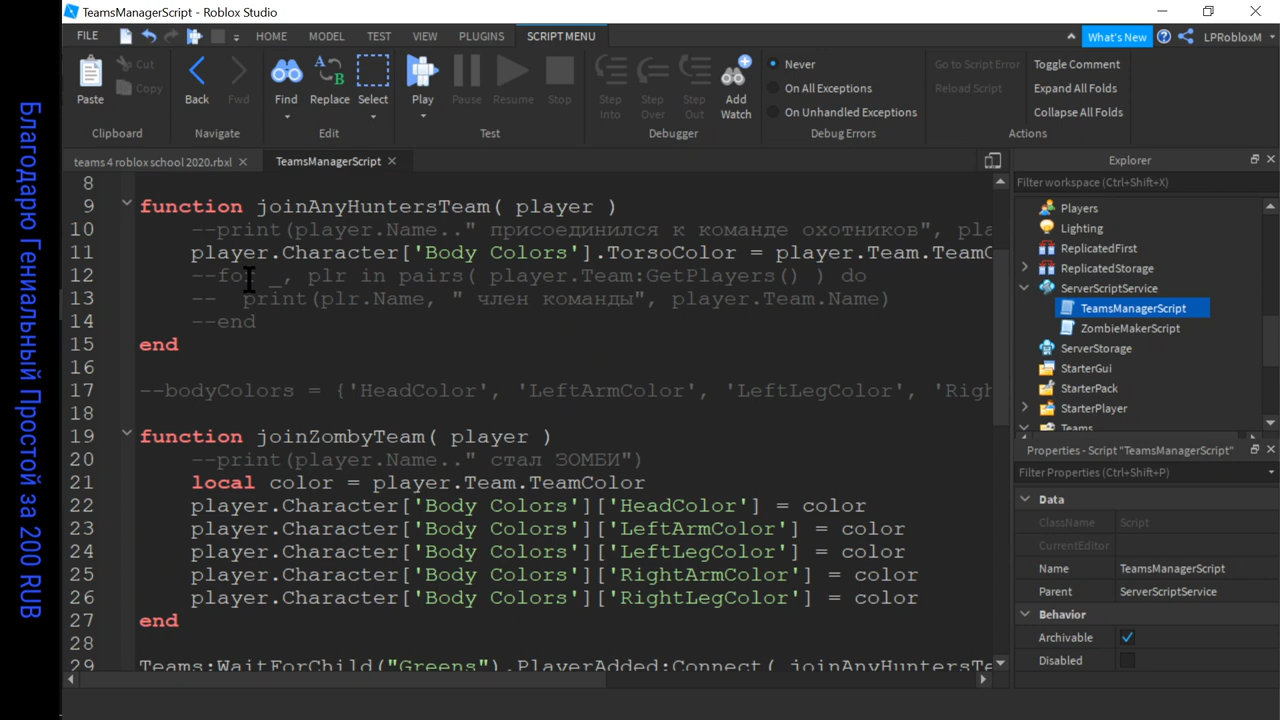 TeamsManagerScript - Roblox Studio
FILE HOME MODEL TEST VIEW PLUGINS SCRIPT MENU What's New LPRobloxM
Paste Cut Copy Back Fwd Find Replace Select Play Pause Resume Stop Step Into Step Over Step Out Add Watch
Never
On All Exceptions
On Unhandled Exceptions
Go to Script Error
Reload Script
Toggle Comment
Expand All Folds
Collapse All Folds
Clipboard Navigate Edit Test Debugger Debug Errors Actions
teams 4 roblox school 2020.rbxl TeamsManagerScript
8
9 function joinAnyHuntersTeam( player )
10 --print(player.Name.." присоединился к команде охотников", pla
11 player.Character['Body Colors'].TorsoColor = player.Team.TeamC
12 --for _, plr in pairs( player.Team:GetPlayers() ) do
13 -- print(plr.Name, " член команды", player.Team.Name)
14 --end
15 end
16
17 --bodyColors = {'HeadColor', 'LeftArmColor', 'LeftLegColor', 'Righ
18
19 function joinZombyTeam( player )
20 --print(player.Name.." стал ЗОМБИ")
21 local color = player.Team.TeamColor
22 player.Character['Body Colors']['HeadColor'] = color
23 player.Character['Body Colors']['LeftArmColor'] = color
24 player.Character['Body Colors']['LeftLegColor'] = color
25 player.Character['Body Colors']['RightArmColor'] = color
26 player.Character['Body Colors']['RightLegColor'] = color
27 end
28
29 Teams:WaitForChild("Greens").PlayerAdded:Connect( joinAnyHuntersTe
Explorer
Filter workspace (Ctrl+Shift+X)
Players
Lighting
ReplicatedFirst
ReplicatedStorage
ServerScriptService
TeamsManagerScript
ZombieMakerScript
ServerStorage
StarterGui
StarterPack
StarterPlayer
Teams
Properties - Script "TeamsManagerScript"
Filter Properties (Ctrl+Shift+P)
Data
ClassName Script
CurrentEditor
Name TeamsManagerScript
Parent ServerScriptService
Behavior
Archivable
Disabled
Благодарю Гениальный Простой за 200 RUB